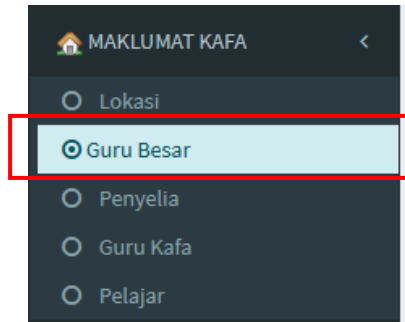 MAKLUMAT KAFA
Lokasi
Guru Besar
Penyelia
Guru Kafa
Pelajar